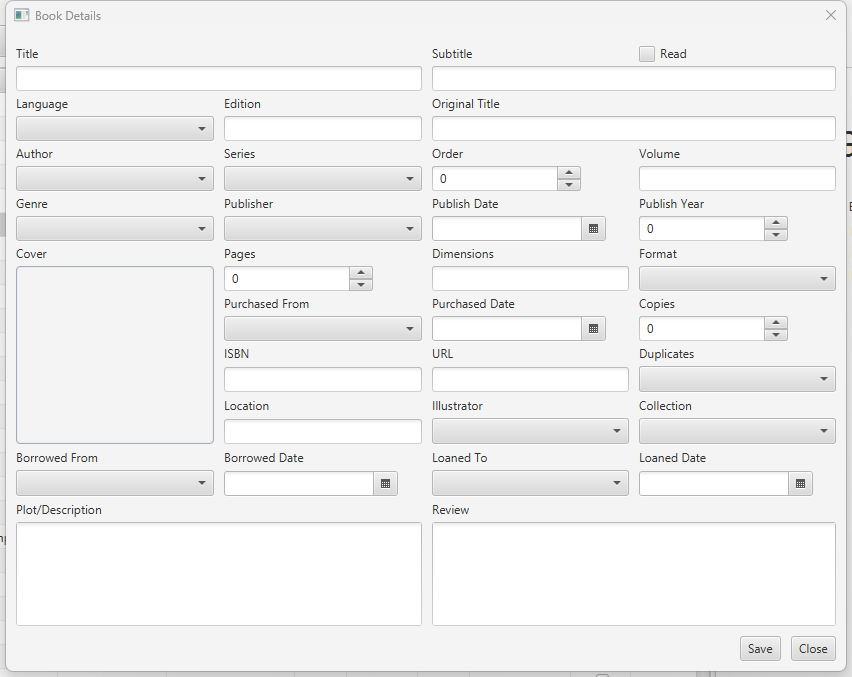 Book Details
Title Subtitle Read
Language Edition Original Title
Author Series Order Volume
0
Genre Publisher Publish Date Publish Year
0
Cover Pages Dimensions Format
0
Purchased From Purchased Date Copies
0
ISBN URL Duplicates
Location Illustrator Collection
Borrowed From Borrowed Date Loaned To Loaned Date
Plot/Description Review
Save Close